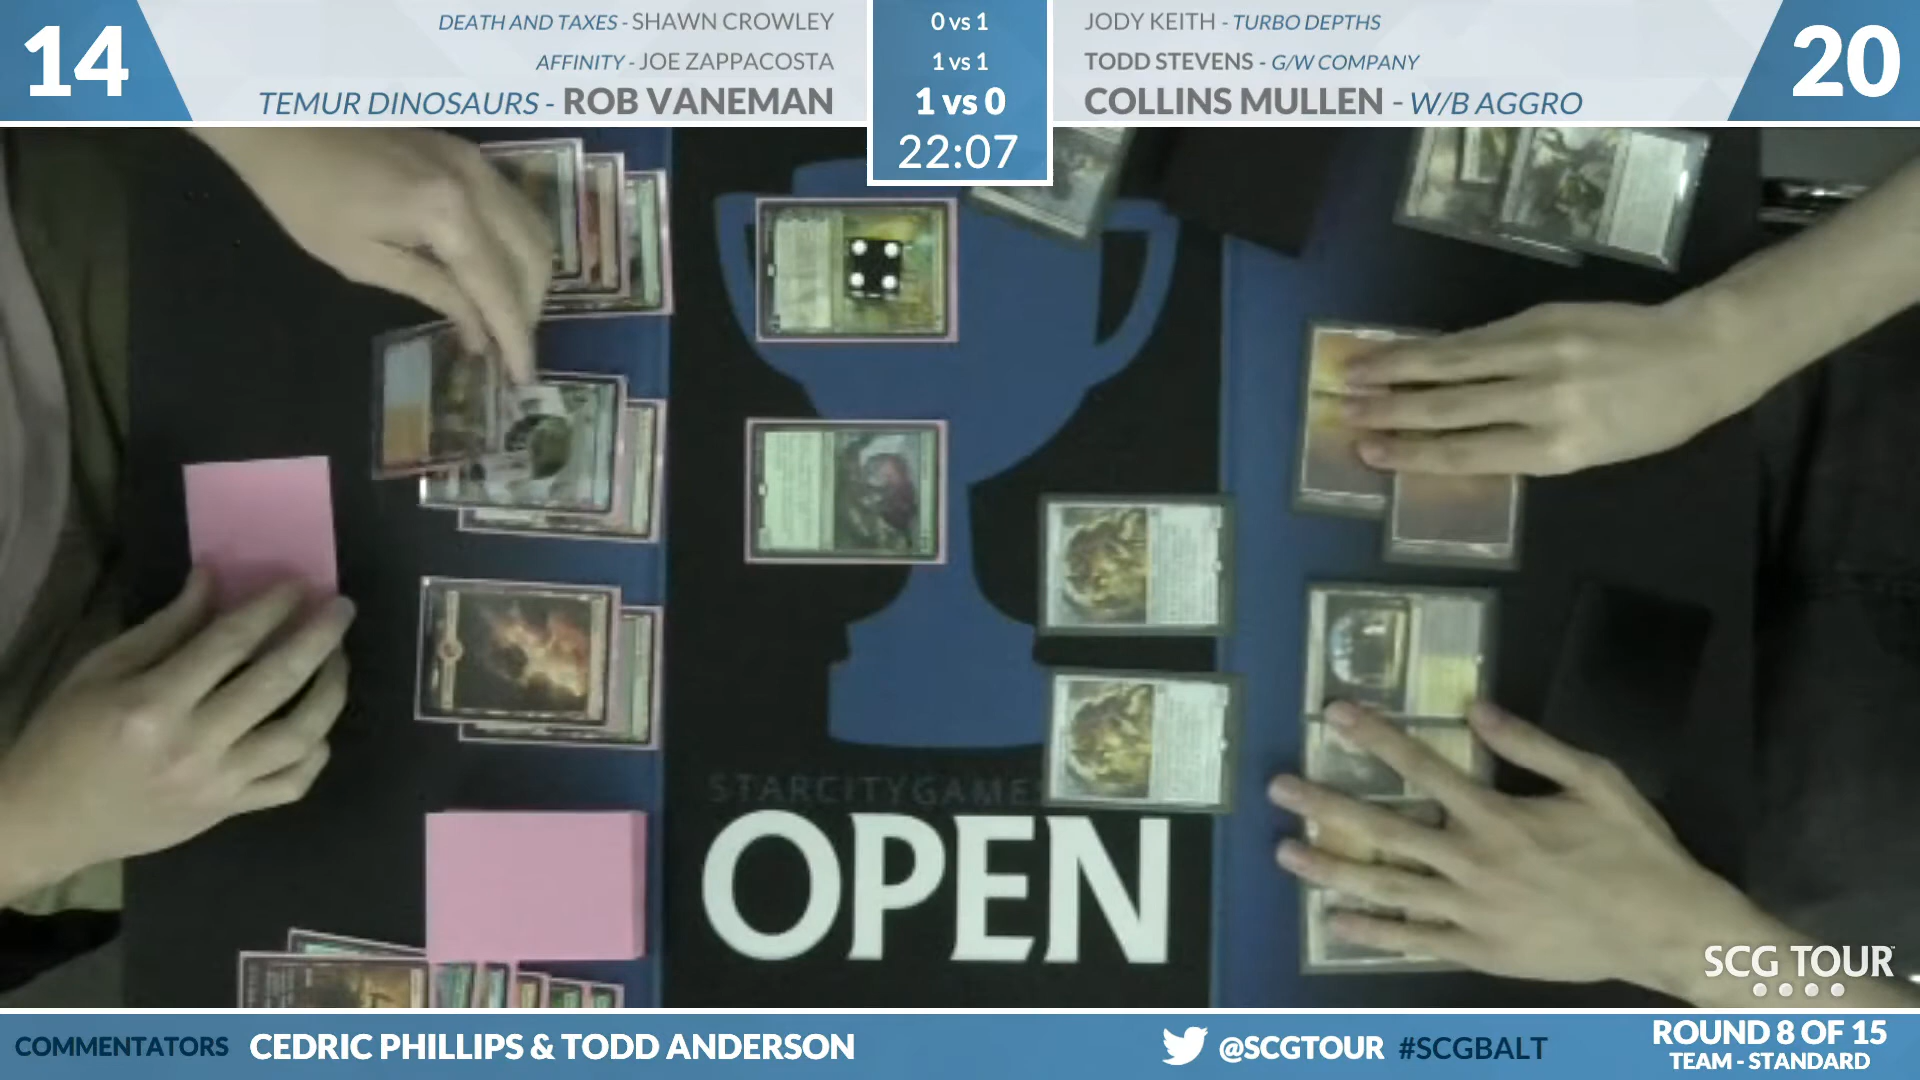 14
DEATH AND TAXES - SHAWN CROWLEY
0 vs 1
JODY KEITH - TURBO DEPTHS
20
AFFINITY - JOE ZAPPACOSTA
1 vs 1
TODD STEVENS - G/W COMPANY
TEMUR DINOSAURS - ROB VANEMAN
1 vs 0
COLLINS MULLEN - W/B AGGRO
22:07
STARCITYGAMES
OPEN
SCG TOUR
COMMENTATORS CEDRIC PHILLIPS & TODD ANDERSON
@SCGTOUR #SCGBALT
ROUND 8 OF 15
TEAM - STANDARD